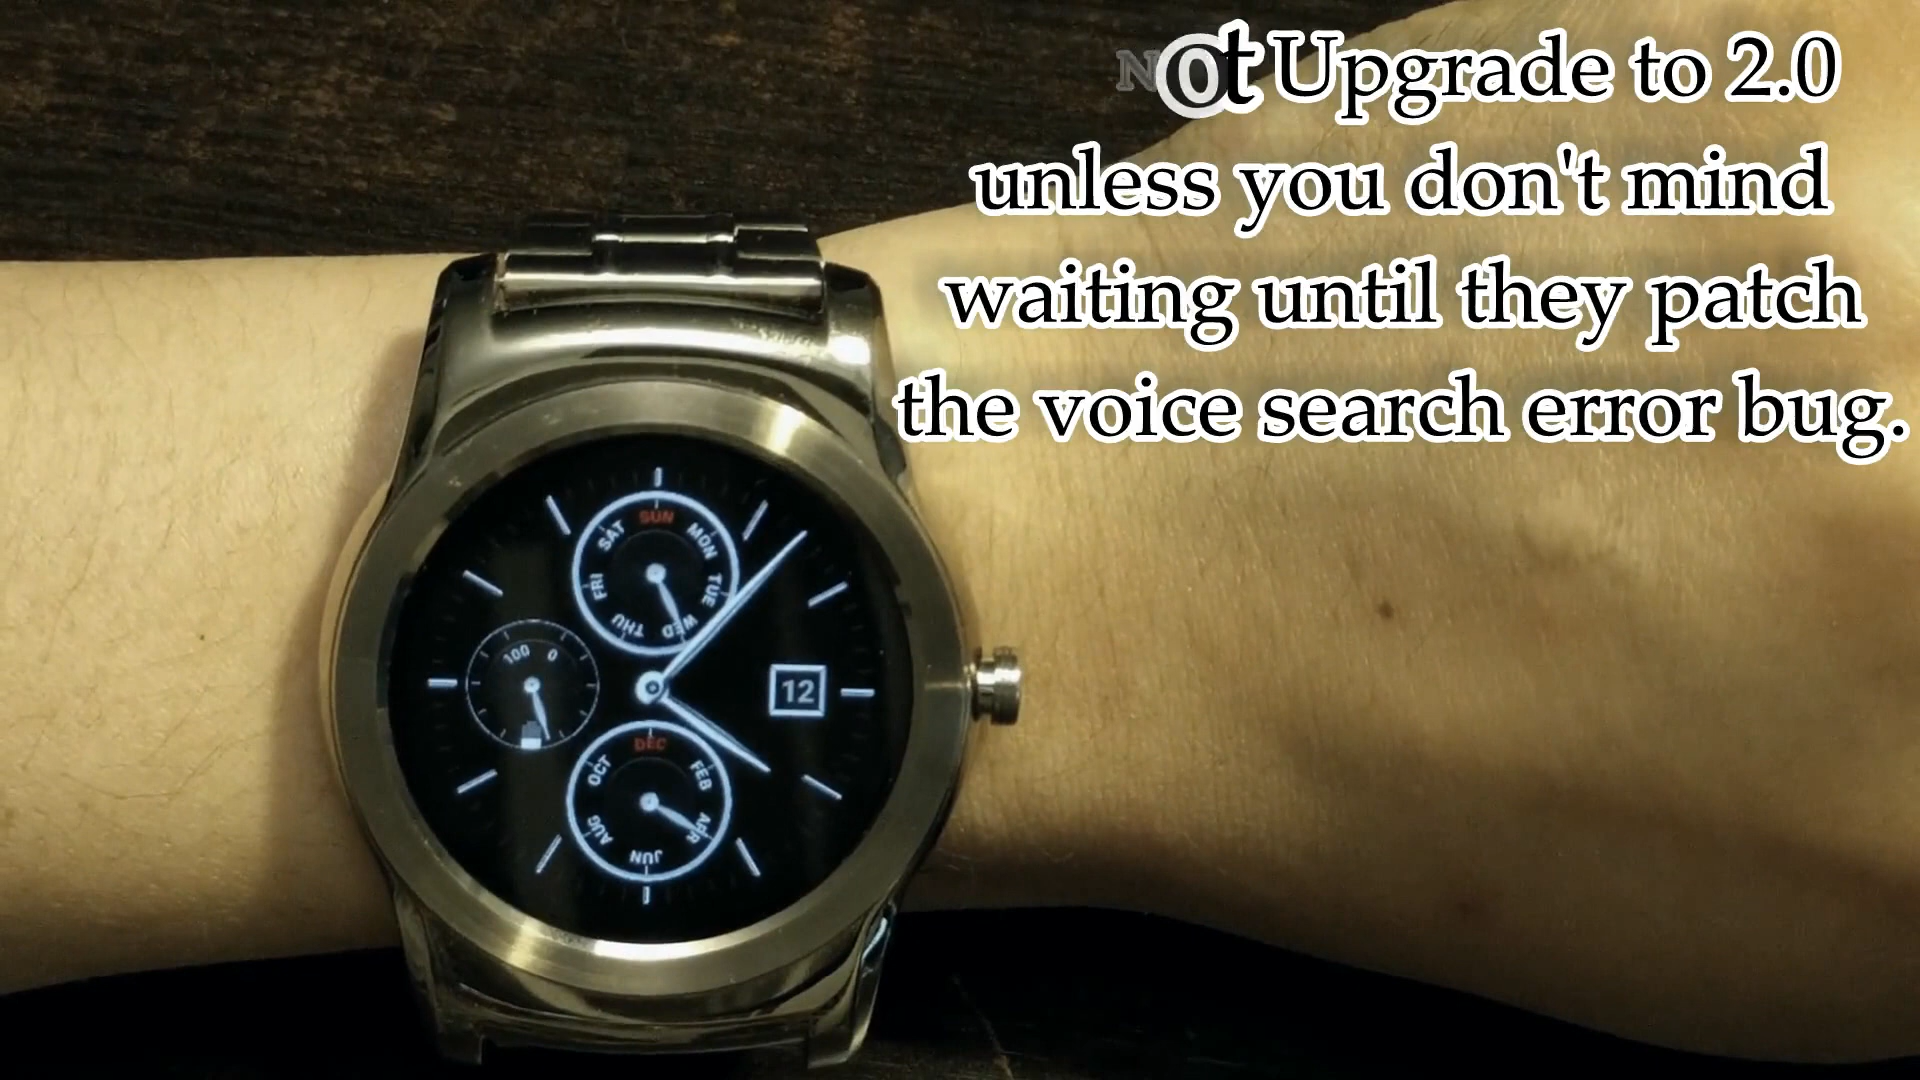 Not Upgrade to 2.0
unless you don't mind
waiting until they patch
the voice search error bug.
SUN
MON
TUE
WED
THU
FRI
SAT
100 0
12
DEC
FEB
APR
JUN
AUG
OCT